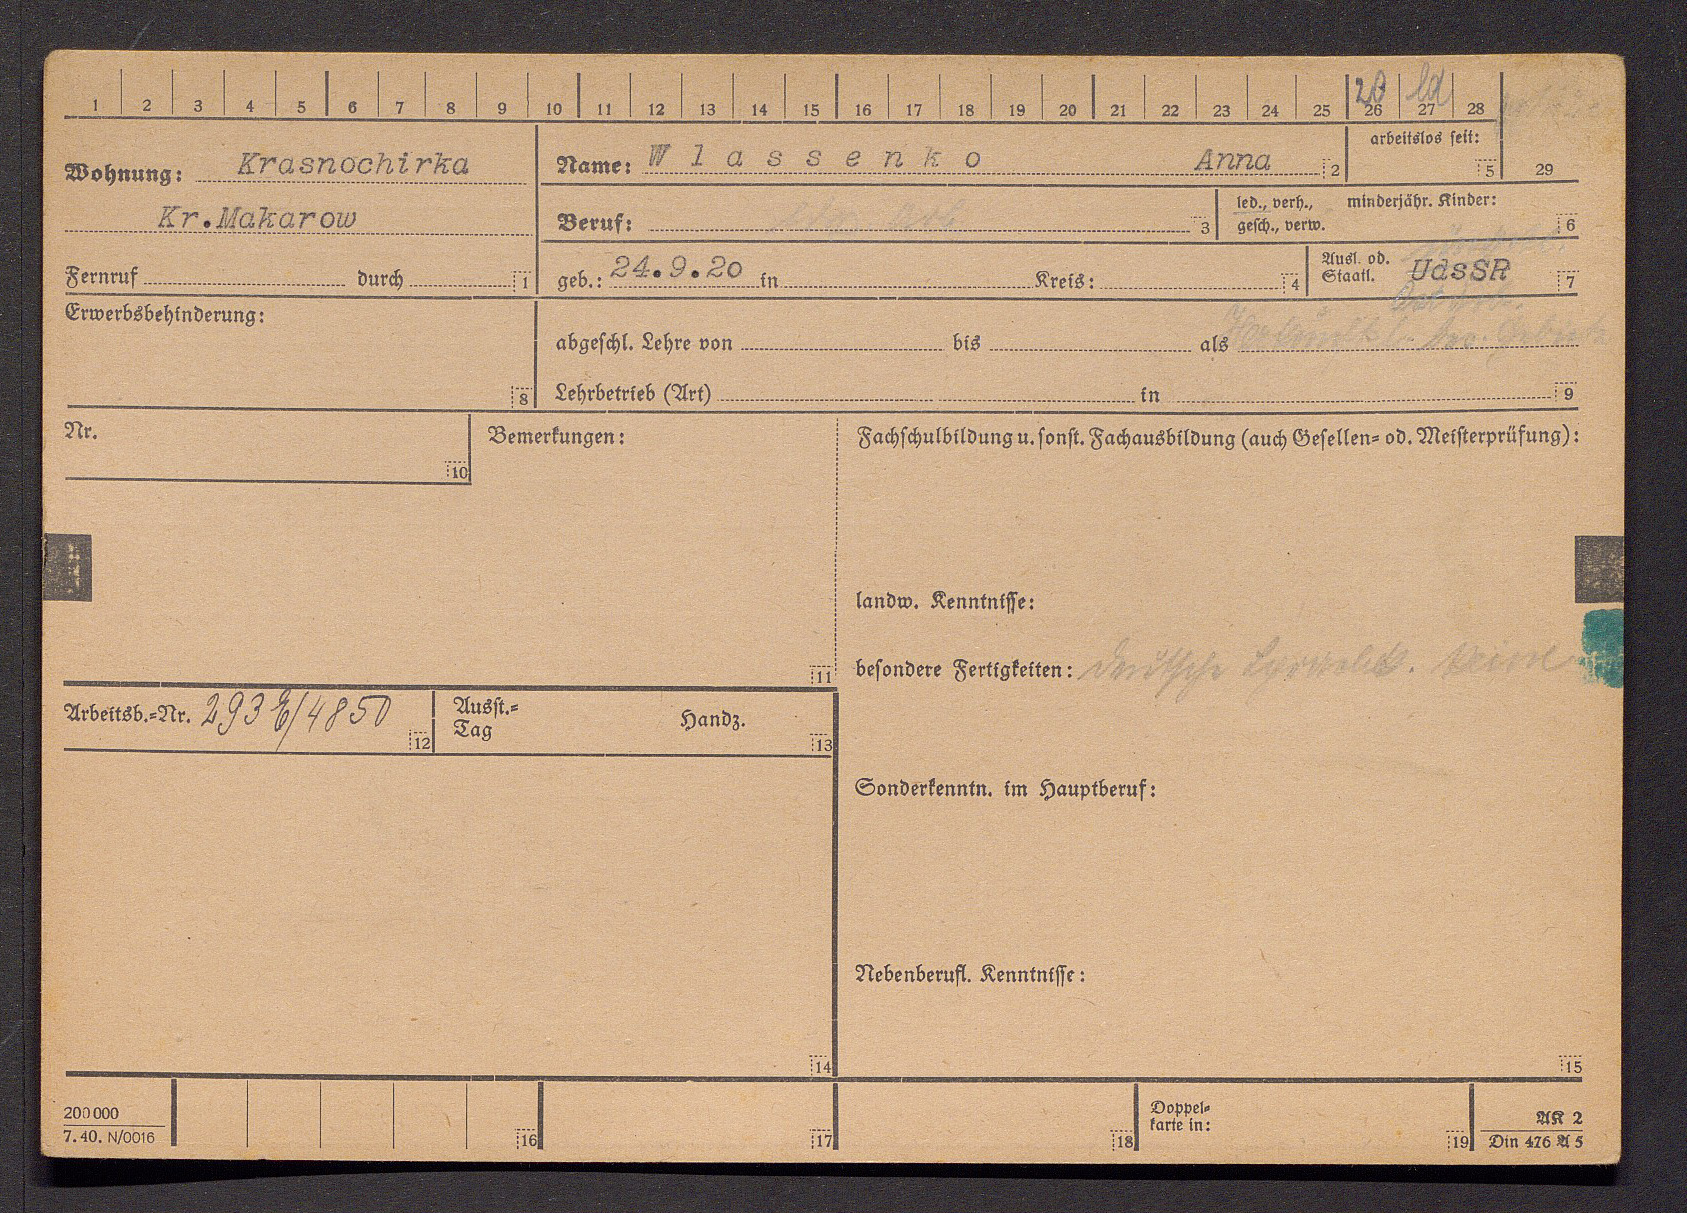 1 2 3 4 5 6 7 8 9 10 11 12 13 14 15 16 17 18 19 20 21 22 23 24 25 26 27 28
Wohnung: Krasnochirka
Kr.Makarow
Fernruf durch 1
Name: Wlassenko Anna 2
arbeitslos seit: 5
29
Beruf: 3
led., verh., minderjähr. Kinder:
gesch., verw. 6
geb.: 24.9.20 in Kreis: 4
Ausl. od.
Staatl. UdsSR 7
Erwerbsbehinderung:
8
abgeschl. Lehre von bis als
Lehrbetrieb (Art) in 9
Nr.
10
Bemerkungen:
11
Fachschulbildung u. sonst. Fachausbildung (auch Gesellen= od. Meisterprüfung):
landw. Kenntnisse:
besondere Fertigkeiten: deutsche
Arbeitsb.=Nr. 293 E/4850 12
Ausst.=
Tag Handz. 13
Sonderkenntn. im Hauptberuf:
Nebenberufl. Kenntnisse:
14
15
200000
7. 40. N/0016
16
17
18
Doppel=
karte in: 19
AK 2
Din 476 A 5